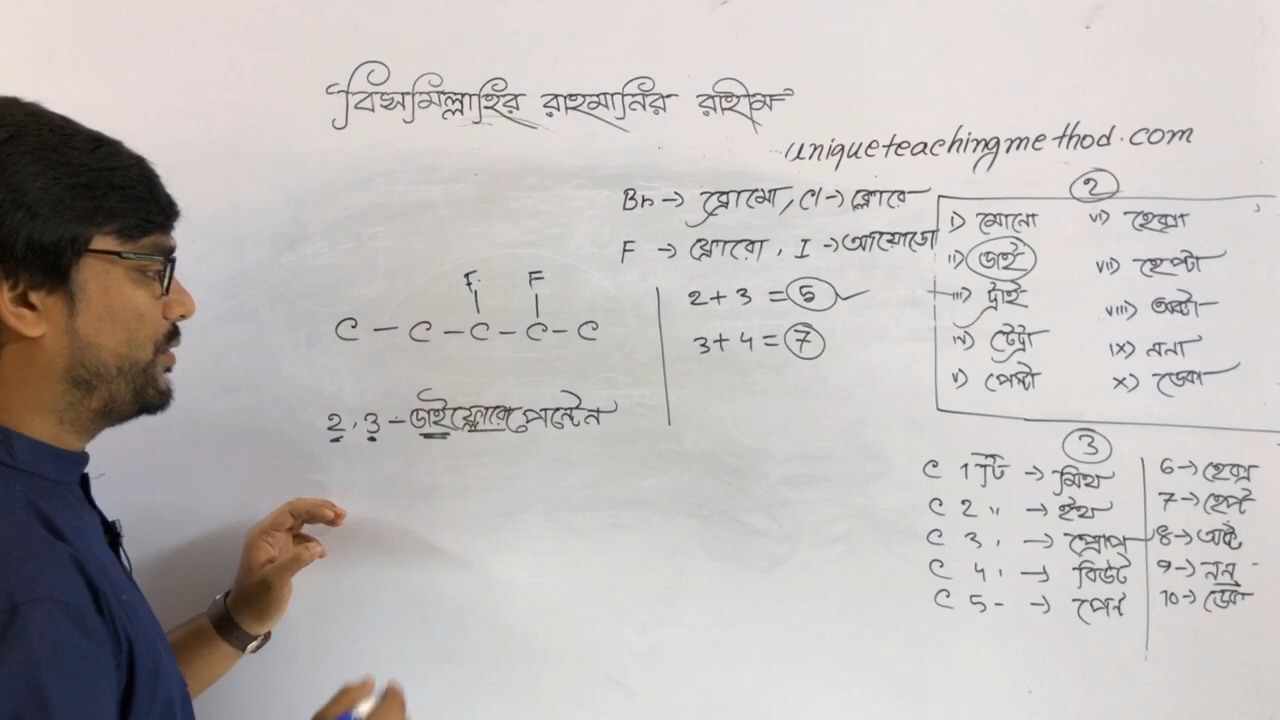 বিসমিল্লাহির রাহমানির রাহীম
uniqueteachingmethod.com
Br → ব্রোমো, Cl → ক্লোরো
F → ফ্লোরো, I → আয়োডো
2 + 3 = 5
3 + 4 = 7
F F
C - C - C - C - C
2,3-ডাইফ্লোরোপেন্টেন
২
i) মোনো vi) হেক্সা
ii) ডাই vii) হেপ্টা
iii) ট্রাই viii) অক্টা
iv) টেট্রা ix) ননা
v) পেন্টা x) ডেকা
3
C 1টি → মিথ 6 → হেক্স
C 2 " → ইথ 7 → হেপ্ট
C 3 → প্রোপ 8 → অক্ট
C 4 → বিউট 9 → নন
C 5 - → পেন্ট 10 → ডেক